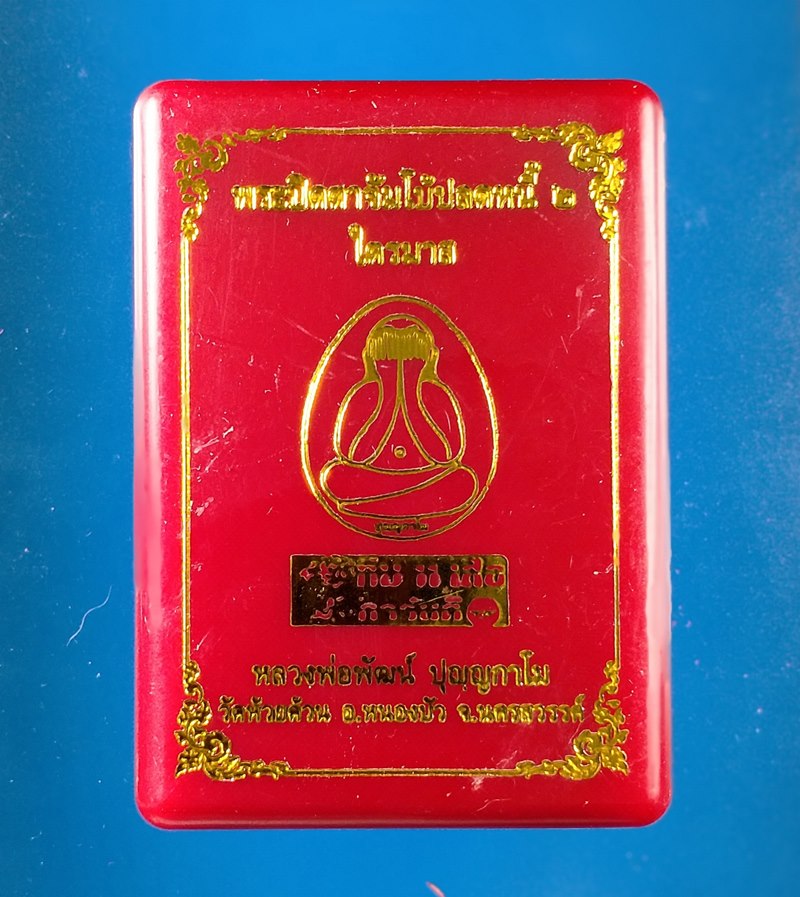 พระปิดตาจัมโบ้ปลดหนี้ ๒
ไตรมาส
หลวงพ่อพัฒน์ ปุญฺญกาโม
วัดห้วยด้วน อ.หนองบัว จ.นครสวรรค์